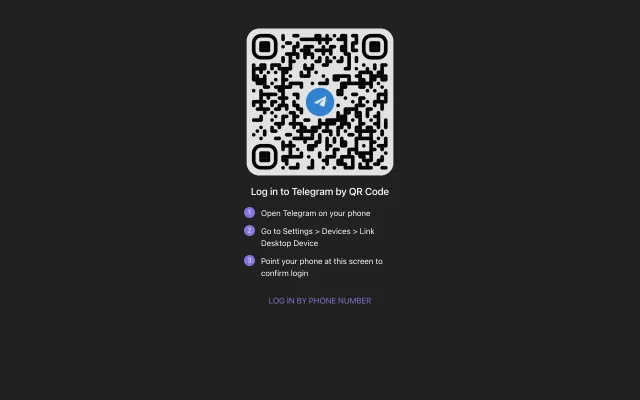 Log in to Telegram by QR Code
1 Open Telegram on your phone
2 Go to Settings > Devices > Link
Desktop Device
3 Point your phone at this screen to
confirm login
LOG IN BY PHONE NUMBER